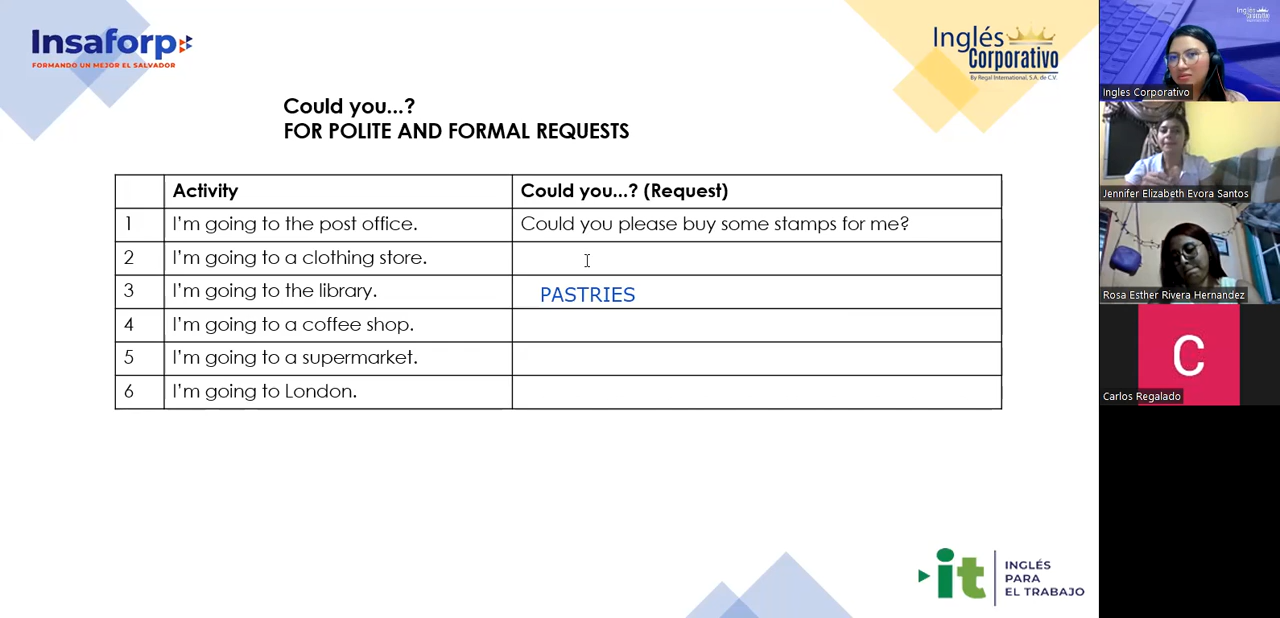 Insaforp
FORMANDO UN MEJOR EL SALVADOR
Inglés
Corporativo
By Regal International, S.A. de C.V.
Could you...?
FOR POLITE AND FORMAL REQUESTS
Activity Could you...? (Request)
1 I'm going to the post office. Could you please buy some stamps for me?
2 I'm going to a clothing store.
3 I'm going to the library. PASTRIES
4 I'm going to a coffee shop.
5 I'm going to a supermarket.
6 I'm going to London.
it INGLÉS
PARA
EL TRABAJO
Ingles Corporativo
Jennifer Elizabeth Evora Santos
Rosa Esther Rivera Hernandez
C
Carlos Regalado